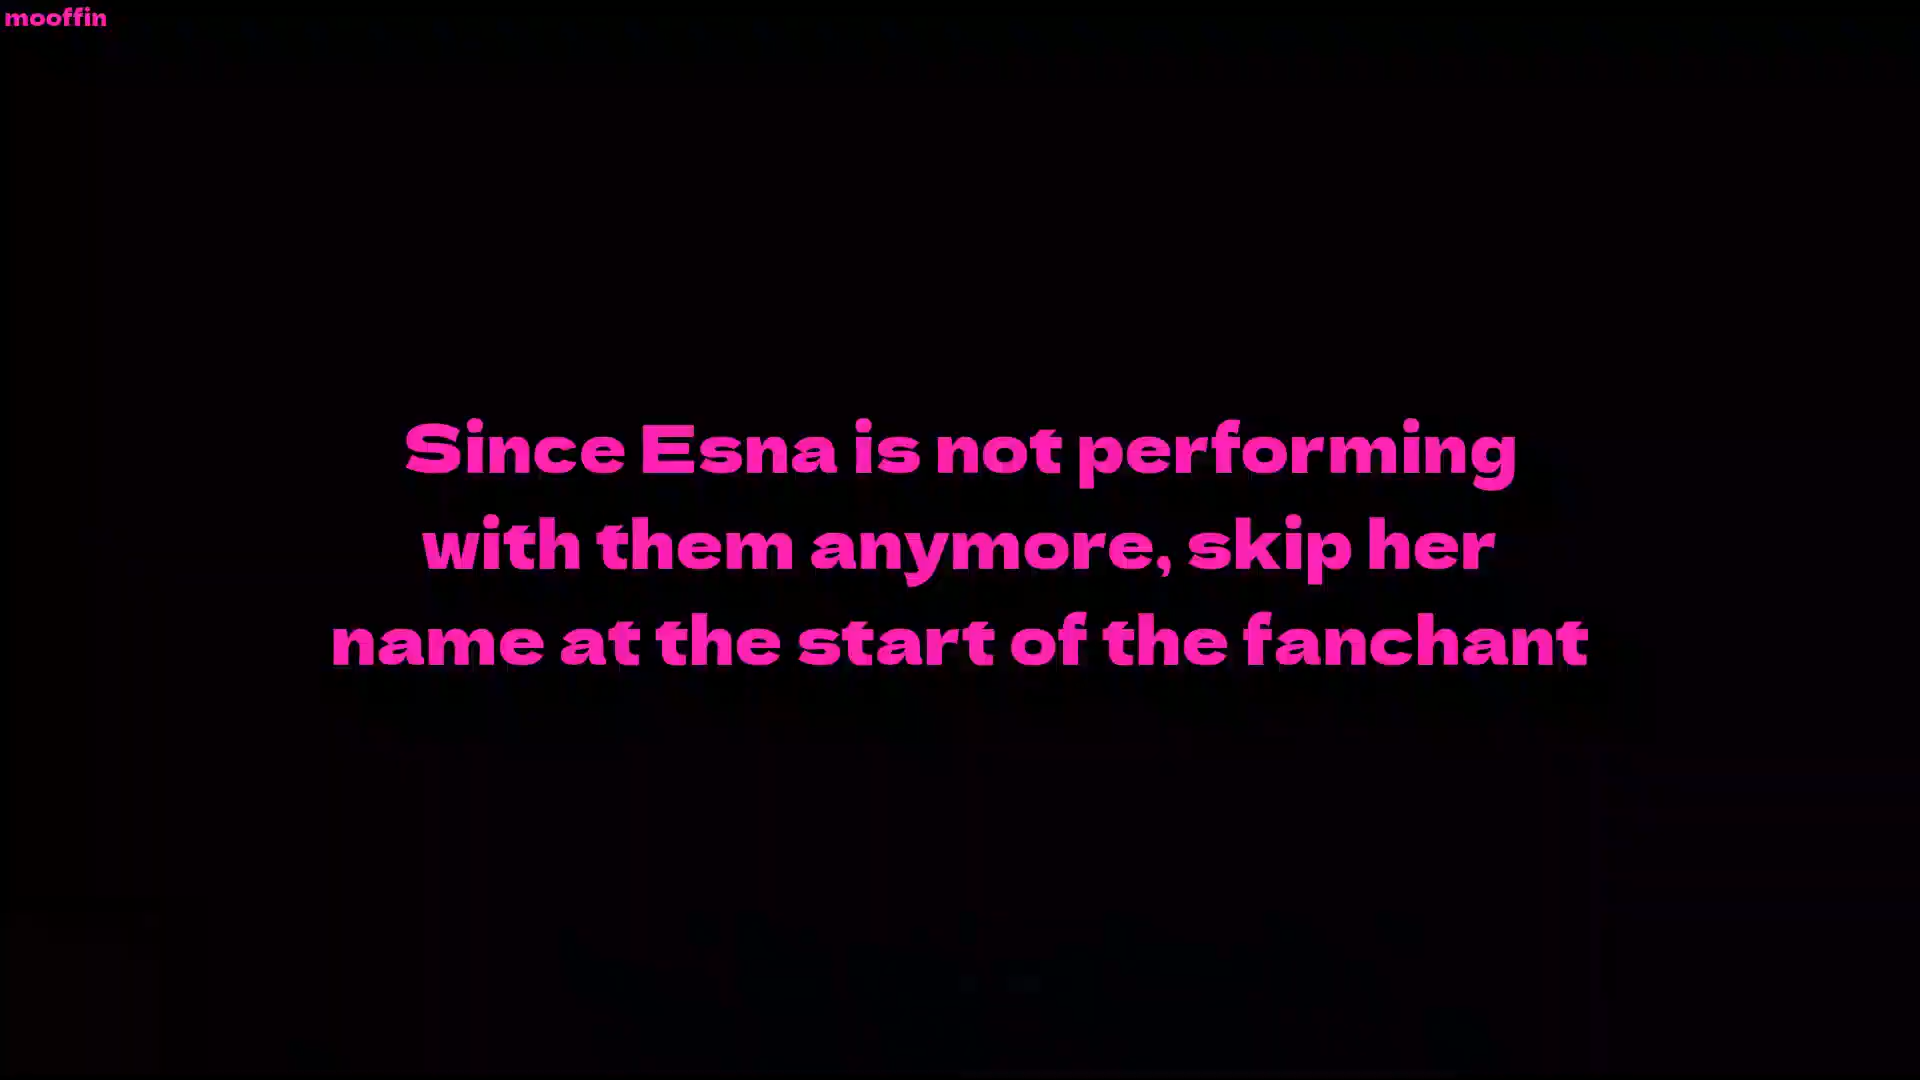 mooffin
Since Esna is not performing
with them anymore, skip her
name at the start of the fanchant